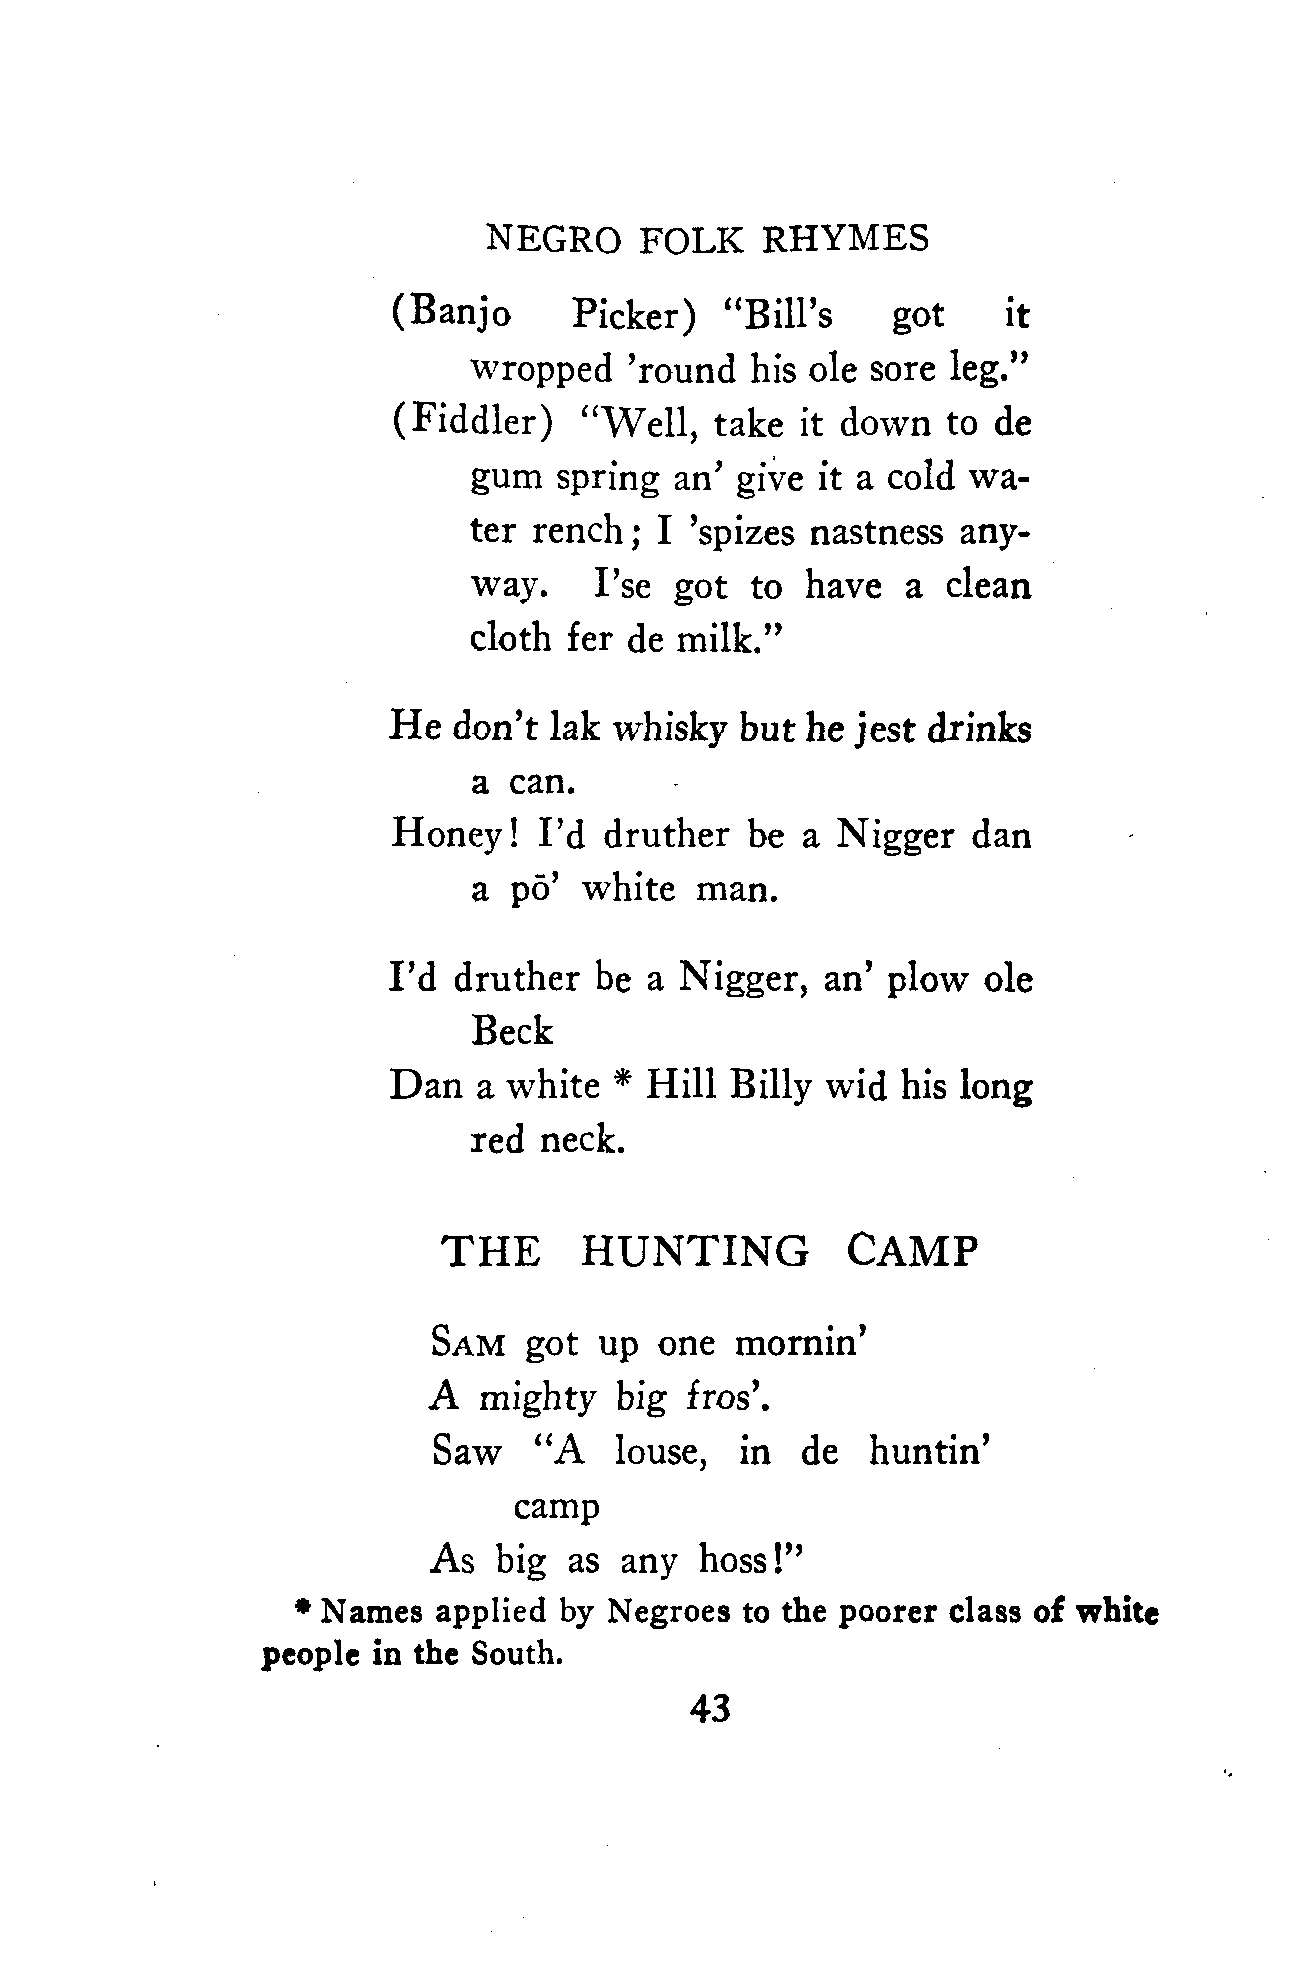 NEGRO FOLK RHYMES
(Banjo Picker) “Bill’s got it
wropped ’round his ole sore leg.”
(Fiddler) “Well, take it down to de
gum spring an’ give it a cold wa-
ter rench; I ’spizes nastness any-
way. I’se got to have a clean
cloth fer de milk.”
He don’t lak whisky but he jest drinks
a can.
Honey! I’d druther be a Nigger dan
a pō’ white man.
I’d druther be a Nigger, an’ plow ole
Beck
Dan a white * Hill Billy wid his long
red neck.
THE HUNTING CAMP
SAM got up one mornin’
A mighty big fros’.
Saw “A louse, in de huntin’
camp
As big as any hoss!”
* Names applied by Negroes to the poorer class of white
people in the South.
43